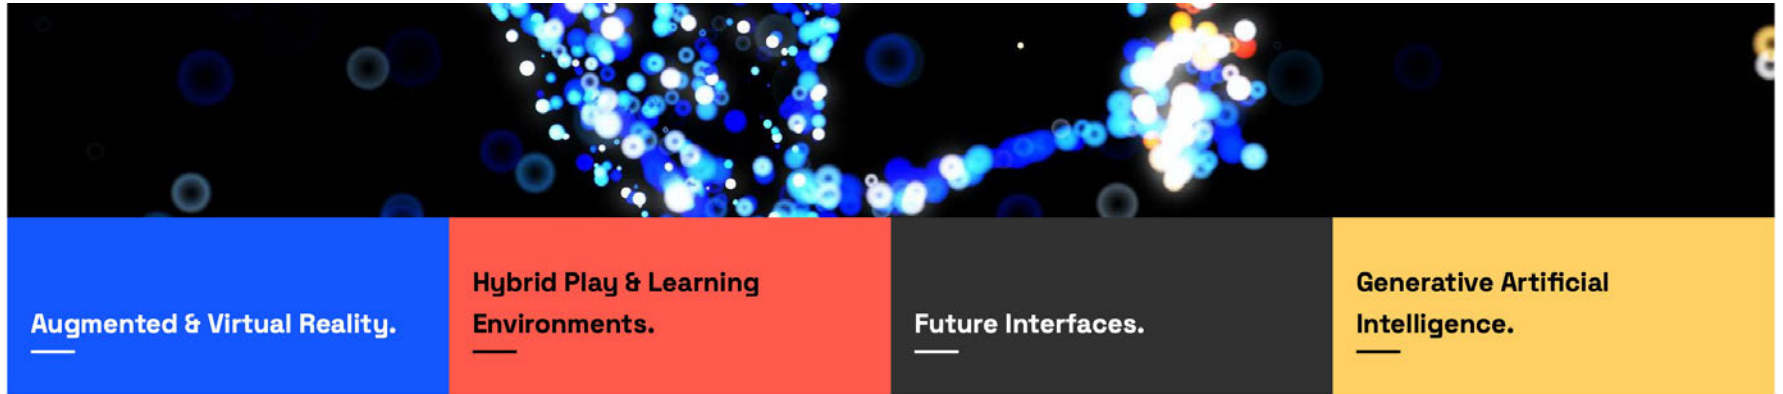 Augmented & Virtual Reality.
Hybrid Play & Learning
Environments.
Future Interfaces.
Generative Artificial
Intelligence.